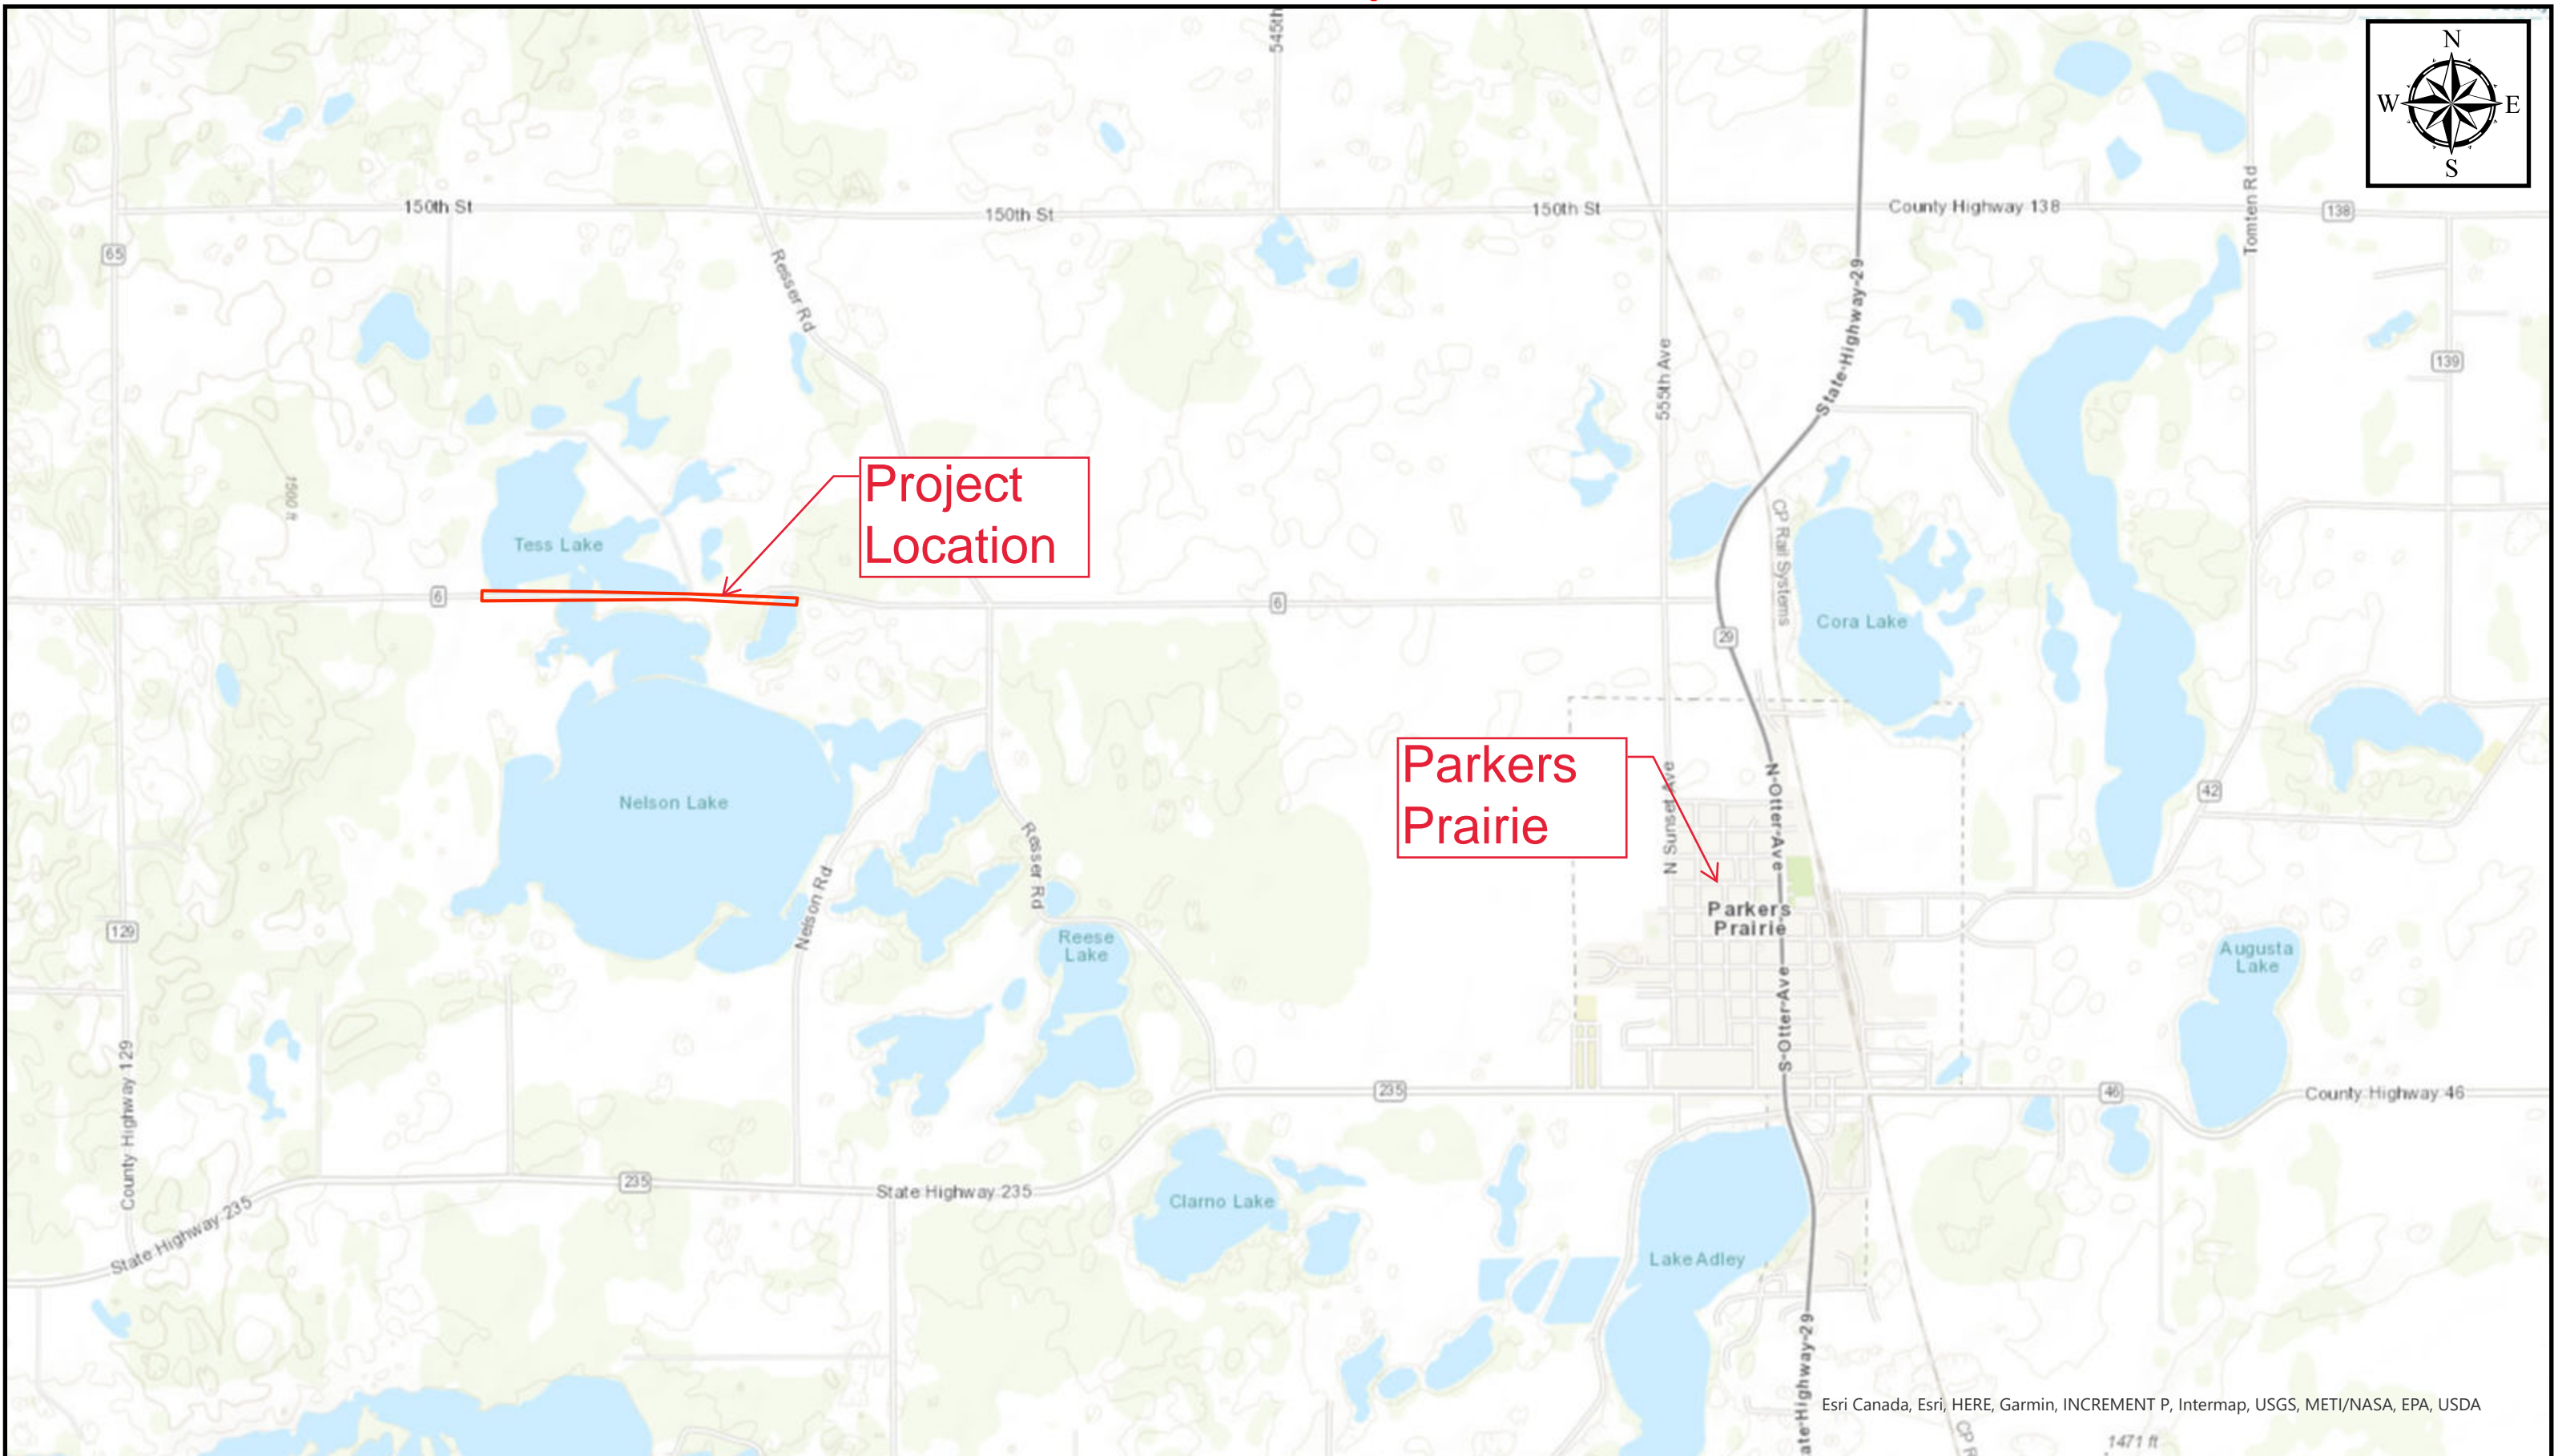 545th
N
W
E
S
150th St
150th St
150th St
County Highway 138
138
Tomten Rd
65
Resser Rd
State Highway 29
139
555th Ave
Project
Location
1500 ft
Tess Lake
CP Rail Systems
6
6
Cora Lake
29
Parkers
Prairie
N Sunset Ave
N Otter Ave
42
Nelson Lake
Resser Rd
Nelson Rd
129
Reese
Lake
Parkers
Prairie
Augusta
Lake
S Otter Ave
County Highway 129
235
46
County Highway 46
235
State Highway 235
State Highway 235
Clarno Lake
Lake Adley
ate Highway 29
Esri Canada, Esri, HERE, Garmin, INCREMENT P, Intermap, USGS, METI/NASA, EPA, USDA
CP R
1471 ft